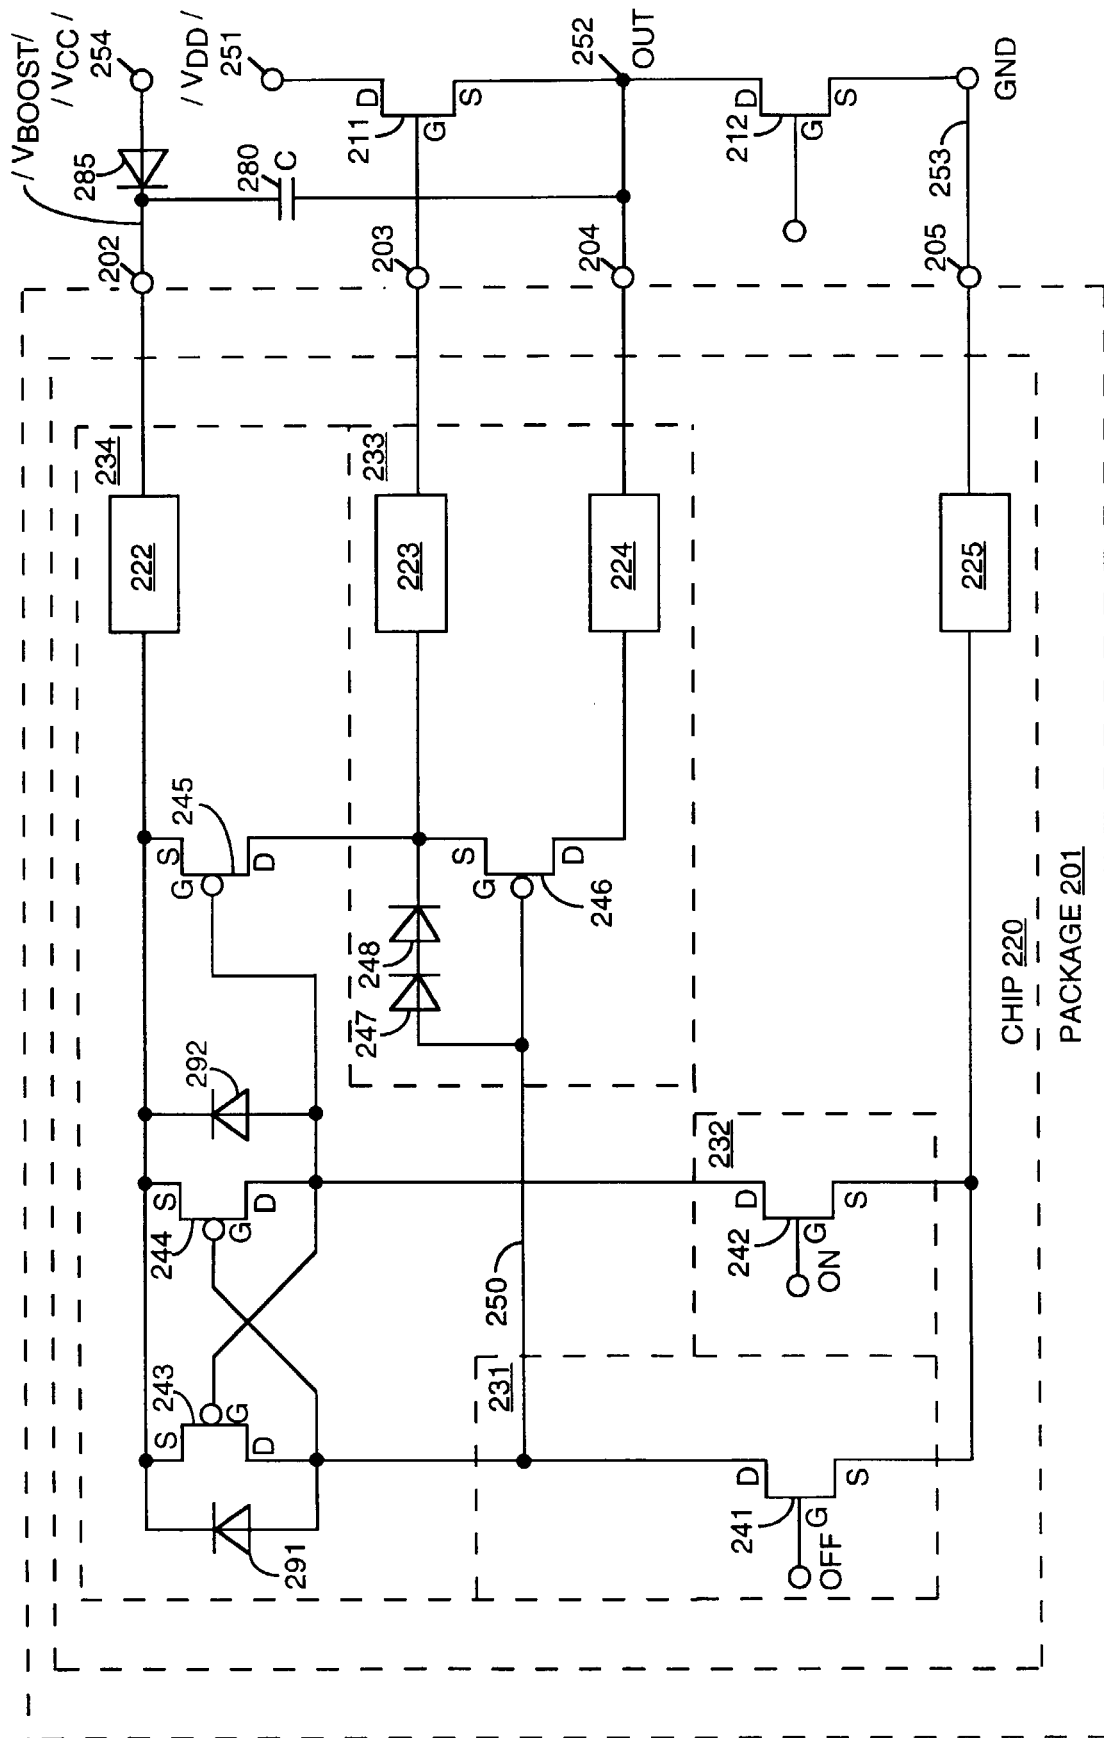 /VBOOST/
/VCC/
254
/VDD/
251
252
OUT
GND
285
280
C
D
211
G
S
D
212
G
S
253
202
203
204
205
234
233
222
223
224
225
245
S
G
D
S
G
D
246
248
247
292
S
G
D
244
243
S
G
D
291
250
232
D
242
G
S
ON
231
D
241
G
S
OFF
CHIP 220
PACKAGE 201